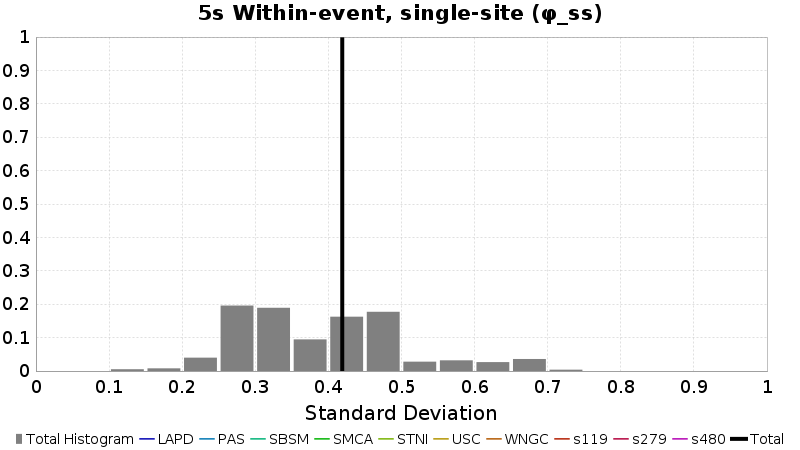 5s Within-event, single-site (φ_ss)
1
0.9
0.8
0.7
0.6
0.5
0.4
0.3
0.2
0.1
0
0 0.1 0.2 0.3 0.4 0.5 0.6 0.7 0.8 0.9 1
Standard Deviation
Total Histogram LAPD PAS SBSM SMCA STNI USC WNGC s119 s279 s480 Total